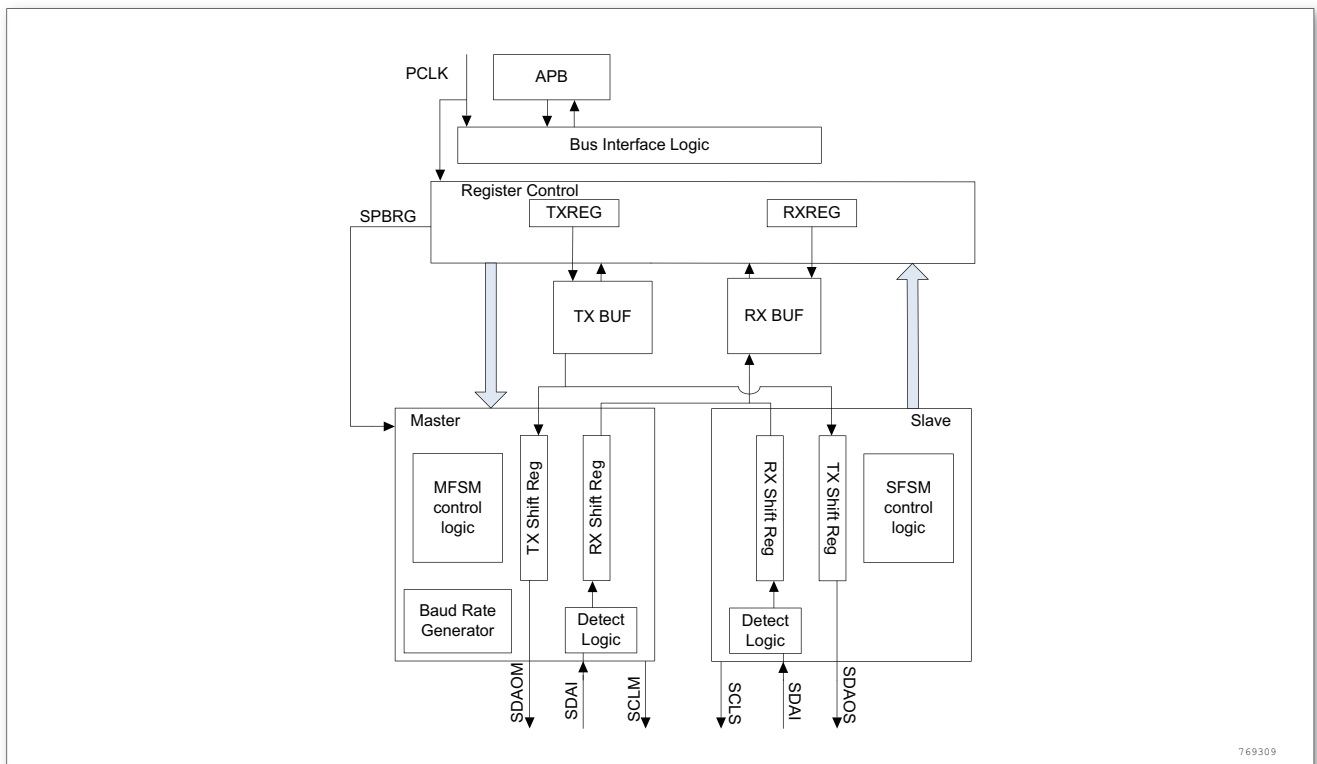 PCLK
APB
Bus Interface Logic
Register Control
SPBRG
TXREG
RXREG
TX BUF
RX BUF
Master
Slave
MFSM
control
logic
TX Shift Reg
RX Shift Reg
RX Shift Reg
TX Shift Reg
SFSM
control
logic
Baud Rate
Generator
Detect
Logic
Detect
Logic
SDAOM
SDAI
SCLM
SCLS
SDAI
SDAOS
769309